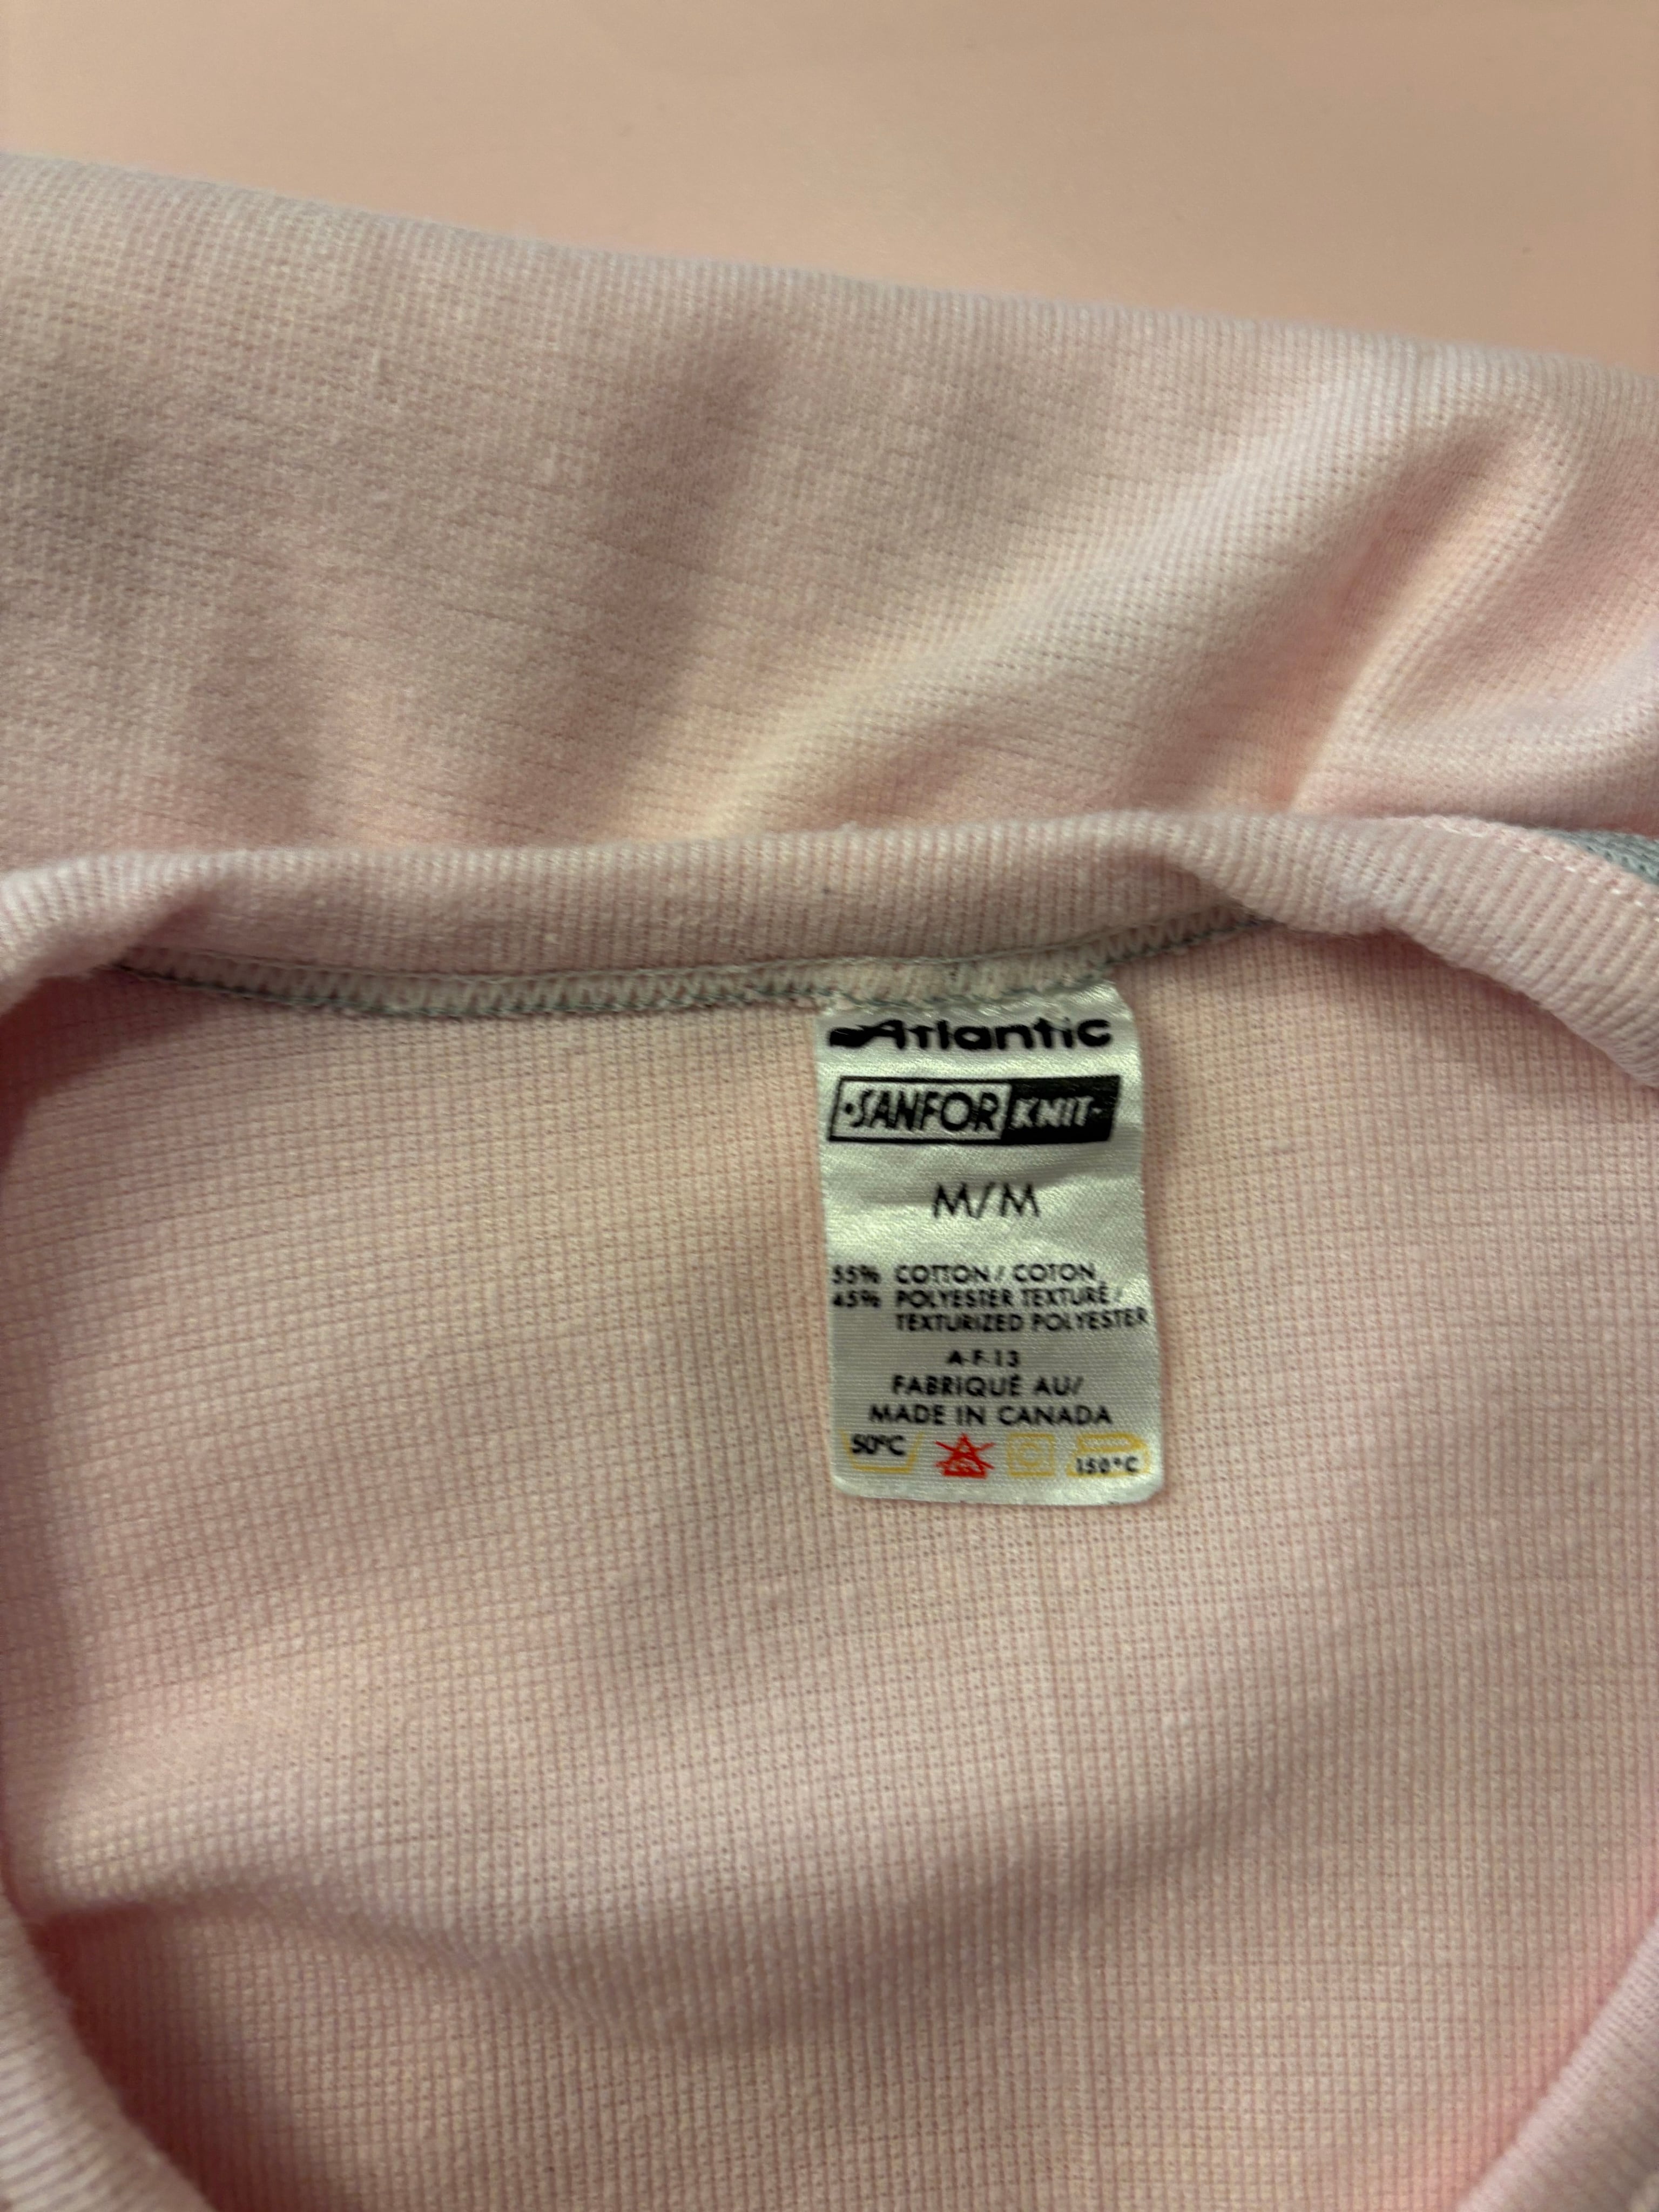 Atlantic
·SANFOR KNIT·
M/M
55% COTTON / COTON
45% POLYESTER TEXTURÉ /
TEXTURIZED POLYESTER
A-F-13
FABRIQUÉ AU/
MADE IN CANADA
50°C 150°C